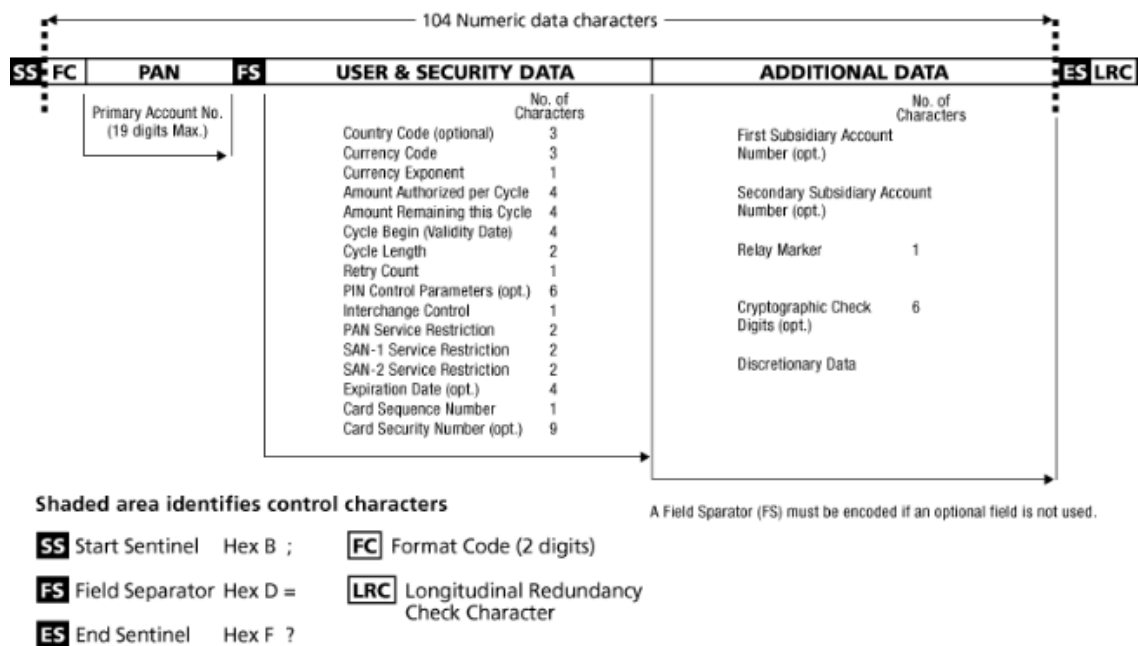 104 Numeric data characters
SS FC PAN FS USER & SECURITY DATA ADDITIONAL DATA ES LRC
Primary Account No.
(19 digits Max.)
No. of
Characters
Country Code (optional) 3
Currency Code 3
Currency Exponent 1
Amount Authorized per Cycle 4
Amount Remaining this Cycle 4
Cycle Begin (Validity Date) 4
Cycle Length 2
Retry Count 1
PIN Control Parameters (opt.) 6
Interchange Control 1
PAN Service Restriction 2
SAN-1 Service Restriction 2
SAN-2 Service Restriction 2
Expiration Date (opt.) 4
Card Sequence Number 1
Card Security Number (opt.) 9
No. of
Characters
First Subsidiary Account
Number (opt.)
Secondary Subsidiary Account
Number (opt.)
Relay Marker 1
Cryptographic Check 6
Digits (opt.)
Discretionary Data
Shaded area identifies control characters
A Field Sparator (FS) must be encoded if an optional field is not used.
SS Start Sentinel Hex B ;
FC Format Code (2 digits)
FS Field Separator Hex D =
LRC Longitudinal Redundancy
Check Character
ES End Sentinel Hex F ?